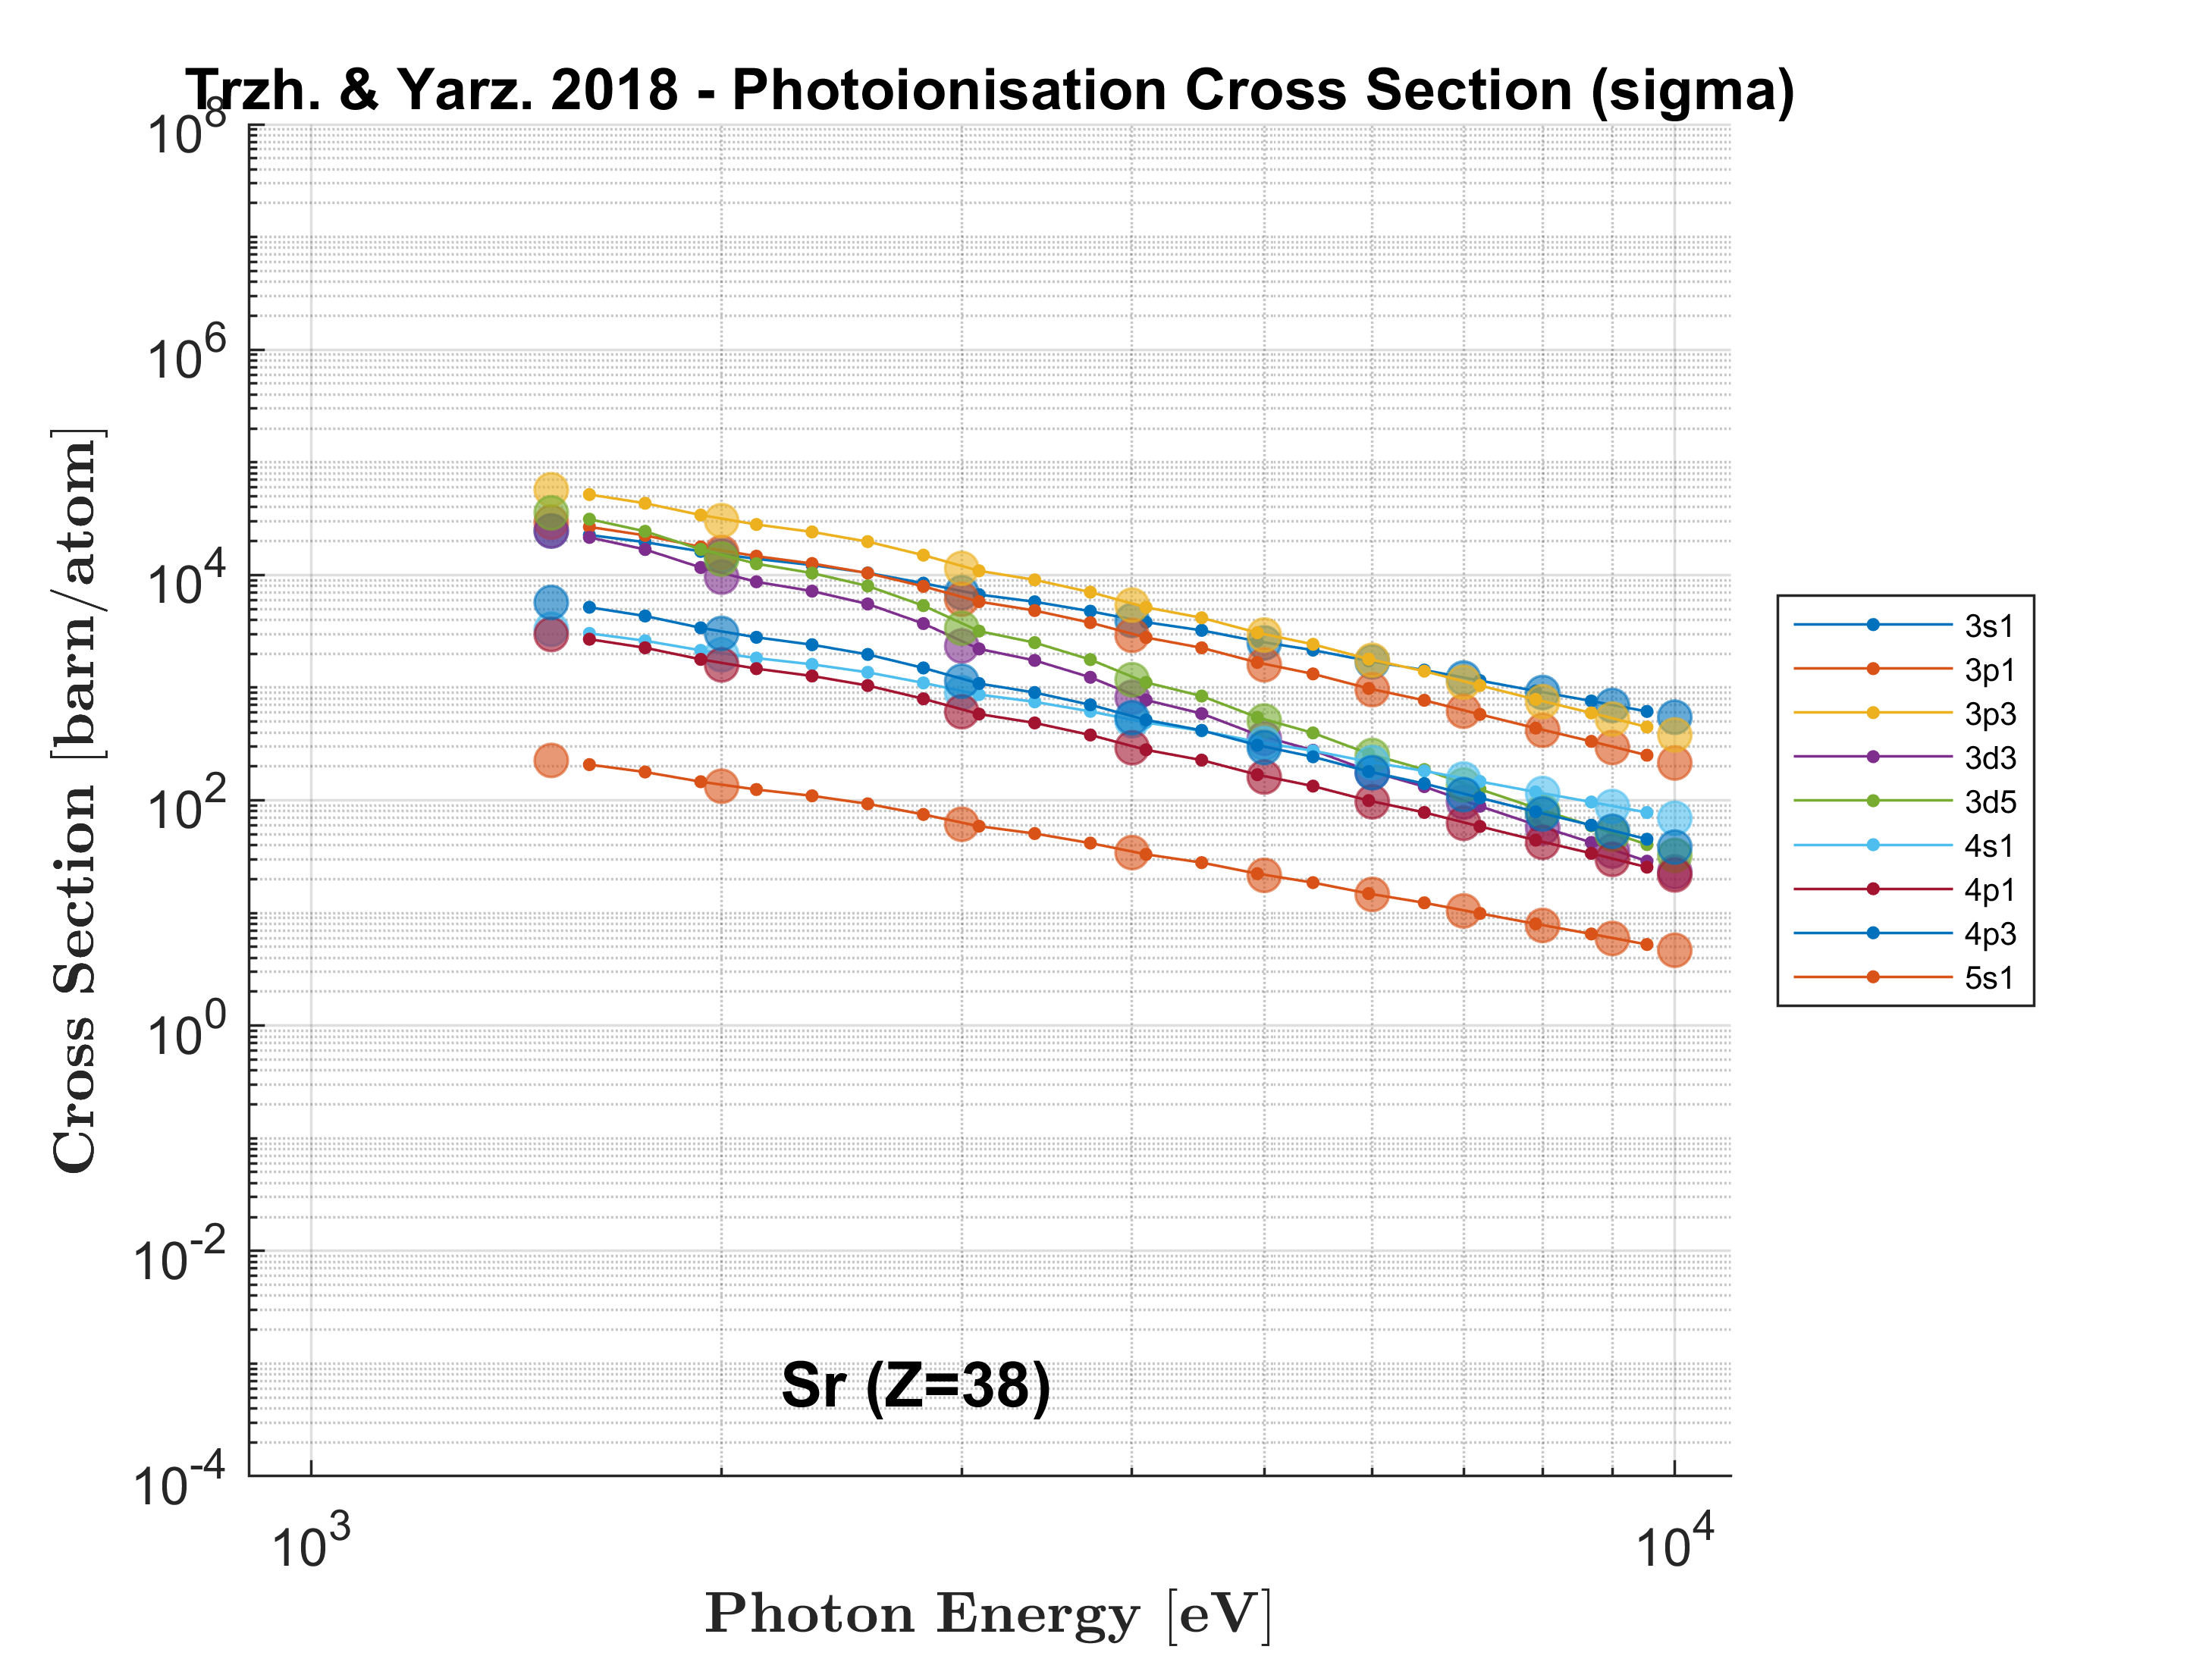 Trzh. & Yarz. 2018 - Photoionisation Cross Section (sigma)
10^8
10^6
10^4
10^2
10^0
10^-2
10^-4
Cross Section [barn/atom]
3s1
3p1
3p3
3d3
3d5
4s1
4p1
4p3
5s1
Sr (Z=38)
10^3
10^4
Photon Energy [eV]